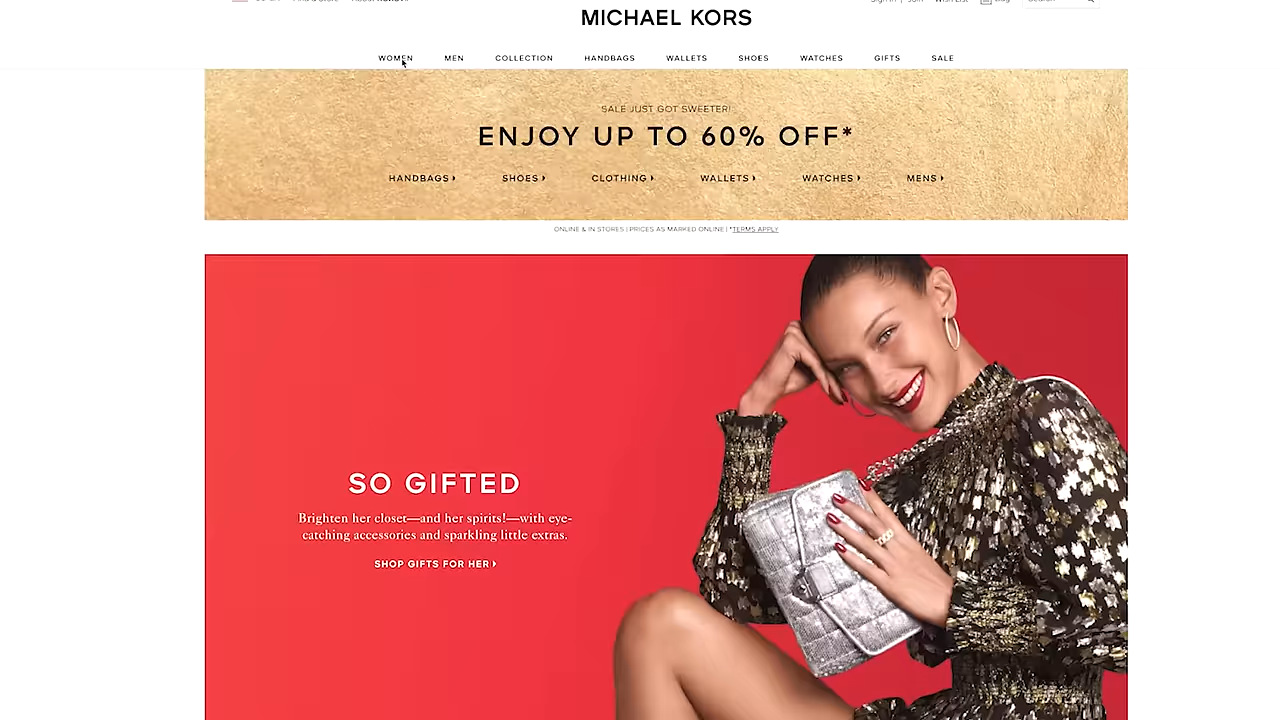 MICHAEL KORS
WOMEN MEN COLLECTION HANDBAGS WALLETS SHOES WATCHES GIFTS SALE
SALE JUST GOT SWEETER!
ENJOY UP TO 60% OFF*
HANDBAGS SHOES CLOTHING WALLETS WATCHES MENS
ONLINE & IN STORES | PRICES AS MARKED ONLINE | *TERMS APPLY
SO GIFTED
Brighten her closet—and her spirits!—with eye-
catching accessories and sparkling little extras.
SHOP GIFTS FOR HER